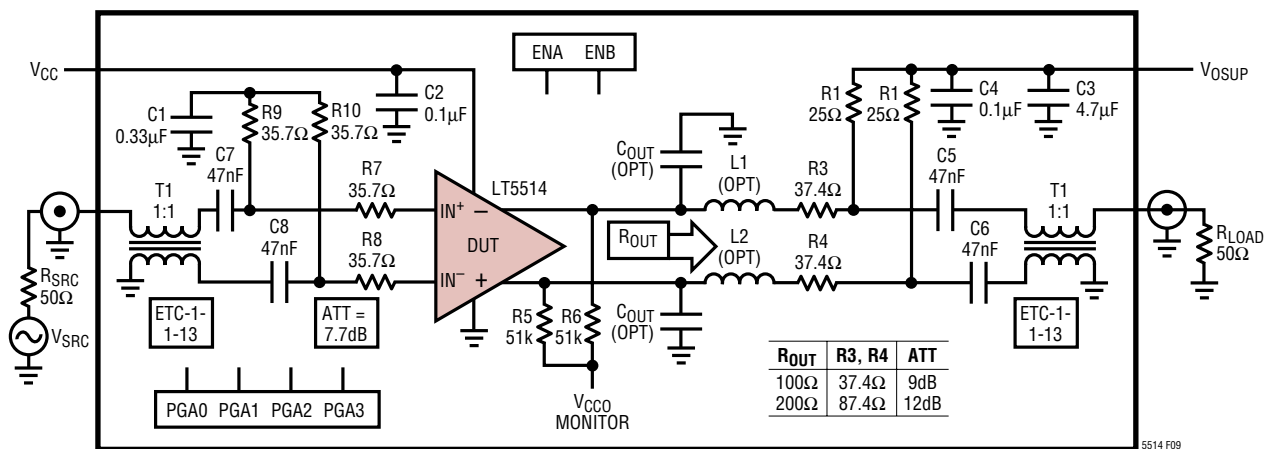 VCC
C1
0.33µF
R9
35.7Ω
R10
35.7Ω
C2
0.1µF
ENA ENB
R1
25Ω
R1
25Ω
C4
0.1µF
C3
4.7µF
VOSUP
C7
47nF
T1
1:1
C8
47nF
R7
35.7Ω
R8
35.7Ω
LT5514
IN+ −
DUT
IN− +
COUT
(OPT)
L1
(OPT)
R3
37.4Ω
ROUT
L2
(OPT)
R4
37.4Ω
COUT
(OPT)
C5
47nF
C6
47nF
T1
1:1
RLOAD
50Ω
RSRC
50Ω
VSRC
ETC-1-
1-13
ATT =
7.7dB
R5
51k
R6
51k
VCCO
MONITOR
ETC-1-
1-13
ROUT R3, R4 ATT
100Ω 37.4Ω 9dB
200Ω 87.4Ω 12dB
PGA0 PGA1 PGA2 PGA3
5514 F09